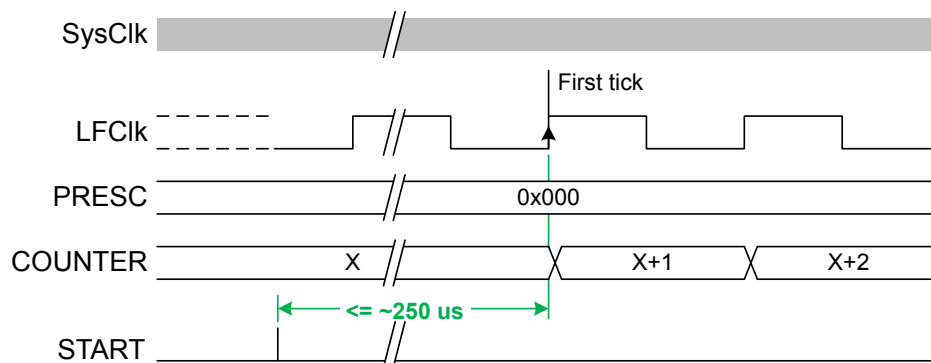 SysClk
First tick
LFClk
PRESC
0x000
COUNTER
X
X+1
X+2
<= ~250 us
START